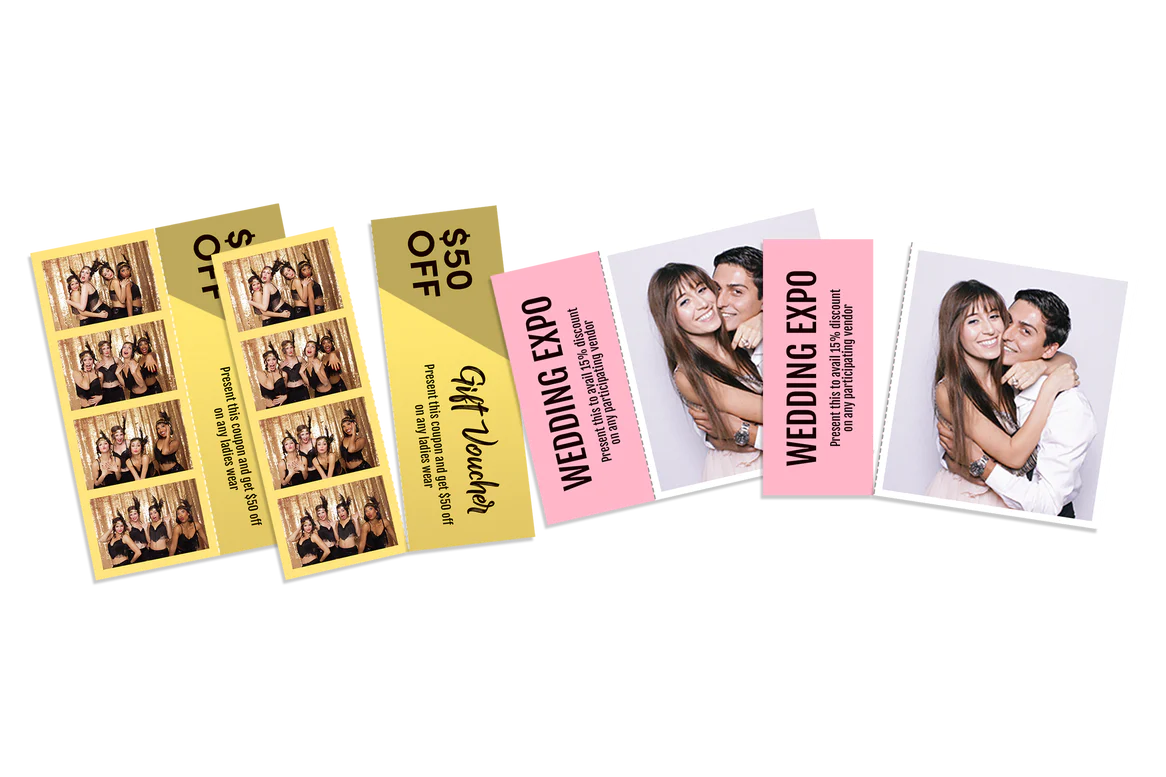 OFF
Present this coupon and get $50 off
on any ladies wear
$50
OFF
Gift Voucher
Present this coupon and get $50 off
on any ladies wear
WEDDING EXPO
Present this to avail 15% discount
on any participating vendor
WEDDING EXPO
Present this to avail 15% discount
on any participating vendor